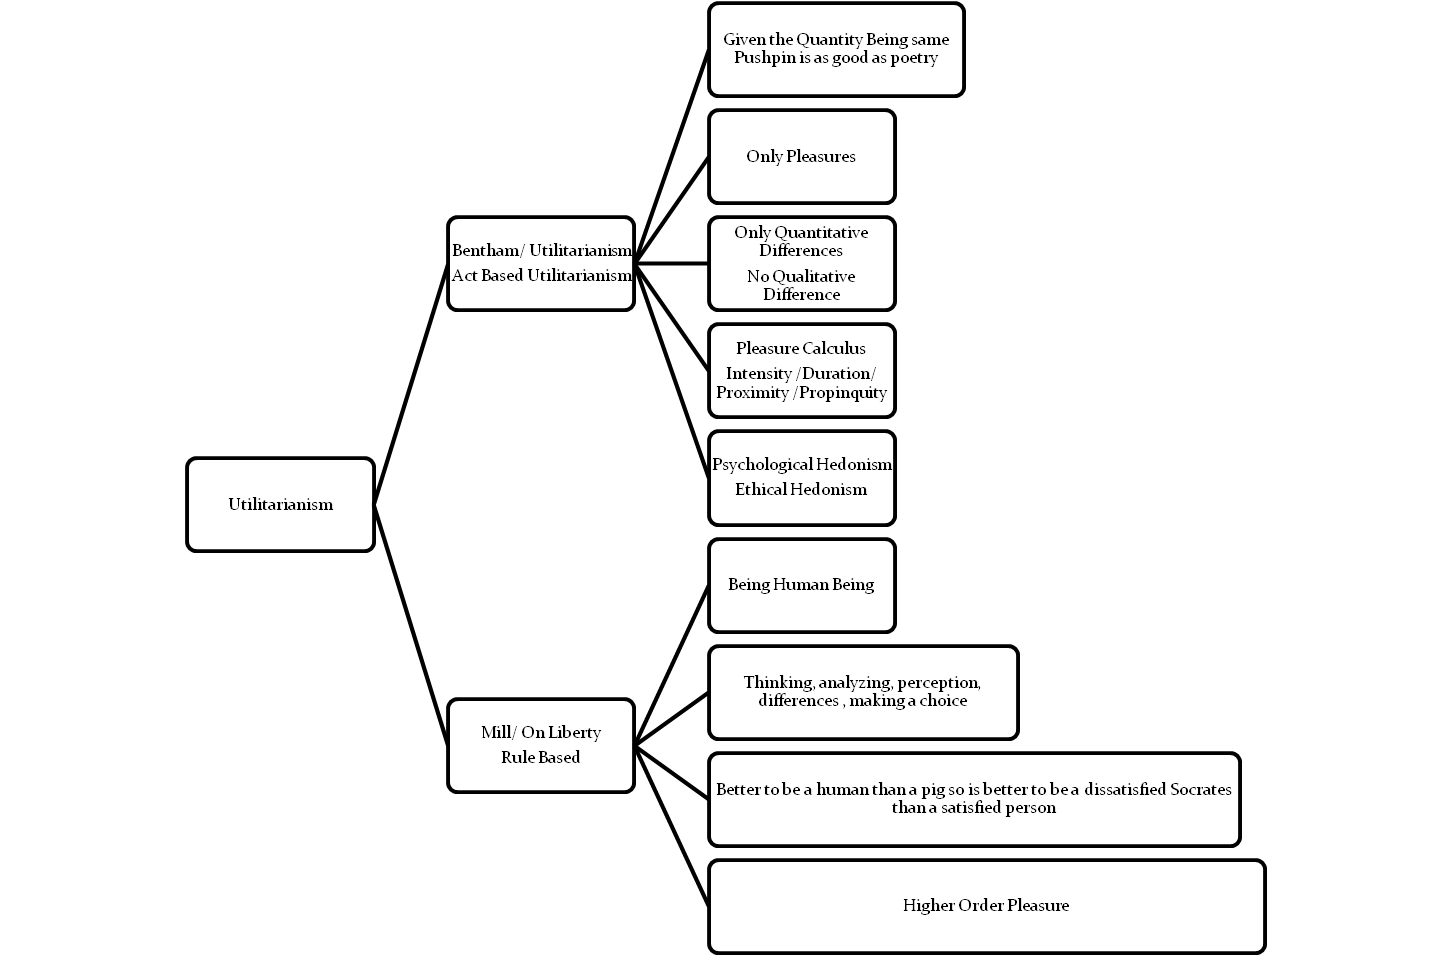 Utilitarianism
Bentham/ Utilitarianism
Act Based Utilitarianism
Given the Quantity Being same
Pushpin is as good as poetry
Only Pleasures
Only Quantitative
Differences
No Qualitative
Difference
Pleasure Calculus
Intensity /Duration/
Proximity /Propinquity
Psychological Hedonism
Ethical Hedonism
Mill/ On Liberty
Rule Based
Being Human Being
Thinking, analyzing, perception,
differences , making a choice
Better to be a human than a pig so is better to be a dissatisfied Socrates
than a satisfied person
Higher Order Pleasure